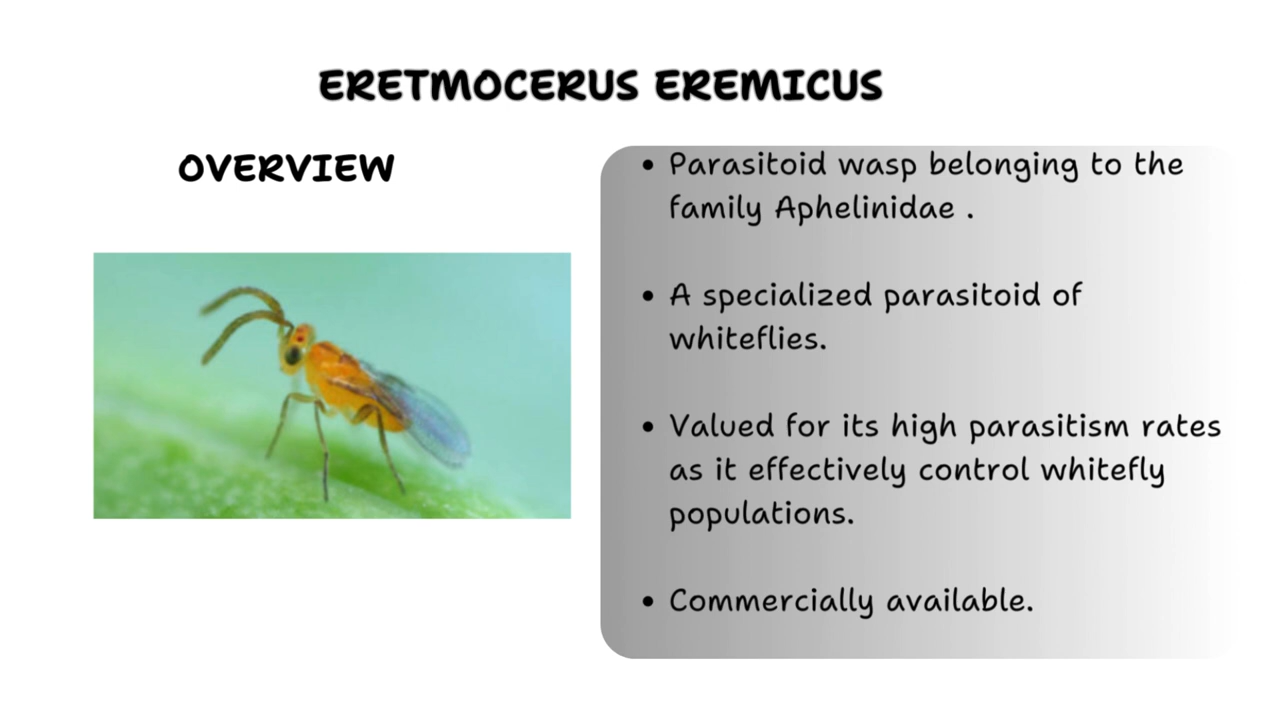 ERETMOCERUS EREMICUS
OVERVIEW
• Parasitoid wasp belonging to the
family Aphelinidae .
• A specialized parasitoid of
whiteflies.
• Valued for its high parasitism rates
as it effectively control whitefly
populations.
• Commercially available.